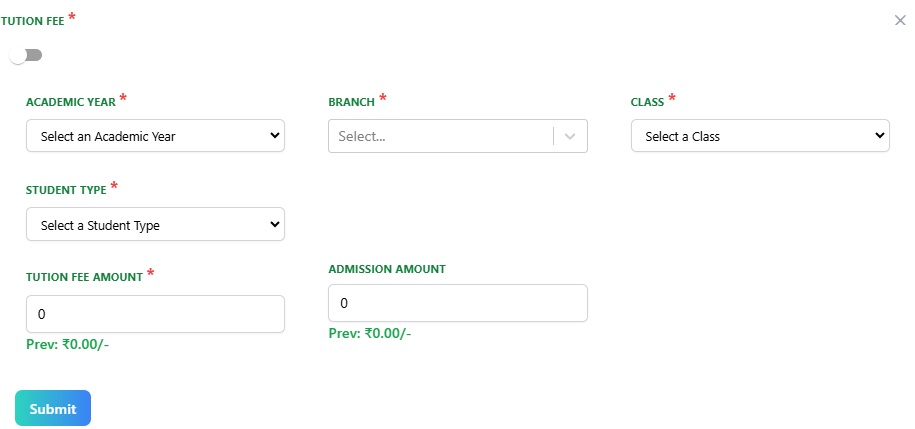 TUTION FEE *
ACADEMIC YEAR * BRANCH * CLASS *
Select an Academic Year Select... Select a Class
STUDENT TYPE *
Select a Student Type
TUTION FEE AMOUNT * ADMISSION AMOUNT
0 0
Prev: ₹0.00/- Prev: ₹0.00/-
Submit